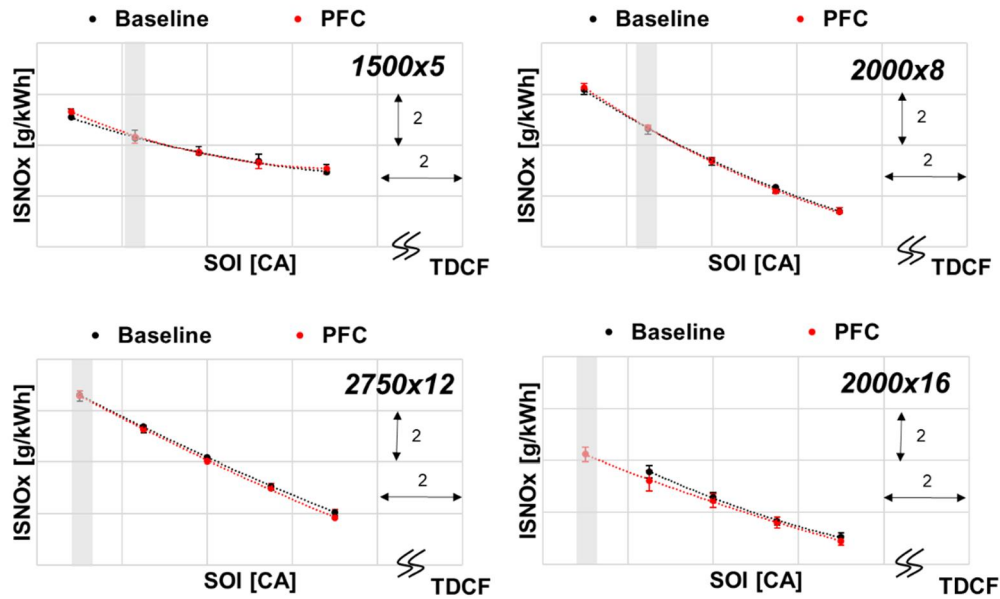 Baseline PFC
1500x5
ISNOx [g/kWh]
2
2
SOI [CA]
TDCF
Baseline PFC
2000x8
ISNOx [g/kWh]
2
2
SOI [CA]
TDCF
Baseline PFC
2750x12
ISNOx [g/kWh]
2
2
SOI [CA]
TDCF
Baseline PFC
2000x16
ISNOx [g/kWh]
2
2
SOI [CA]
TDCF